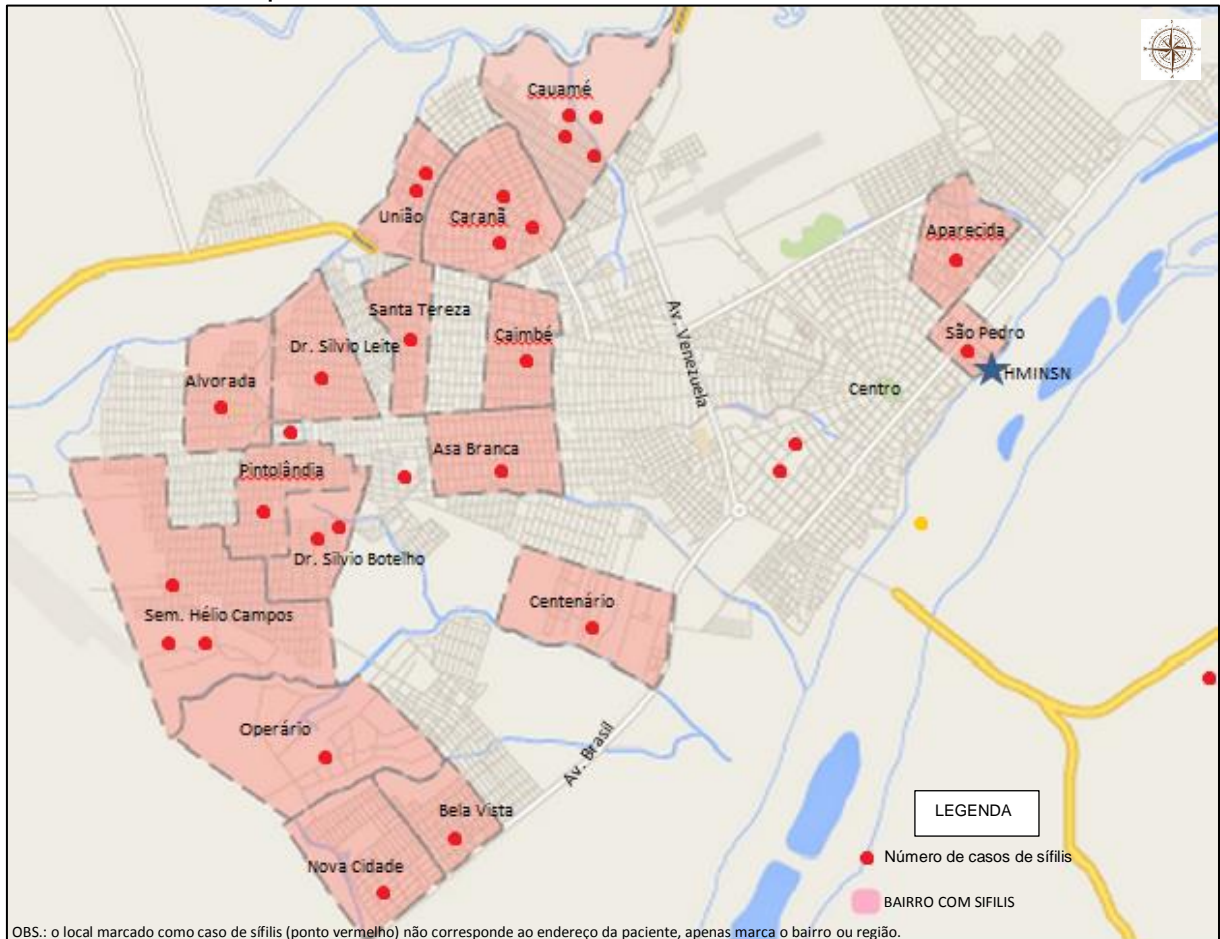 Cauamé
União
Caranã
Aparecida
Santa Tereza
São Pedro
Dr. Silvio Leite
Caimbé
Av. Venezuela
HMINSN
Alvorada
Centro
Asa Branca
Pintolândia
Dr. Silvio Botelho
Centenário
Sem. Hélio Campos
Operário
Av. Brasil
Bela Vista
LEGENDA
Nova Cidade
Número de casos de sífilis
BAIRRO COM SIFILIS
OBS.: o local marcado como caso de sífilis (ponto vermelho) não corresponde ao endereço da paciente, apenas marca o bairro ou região.